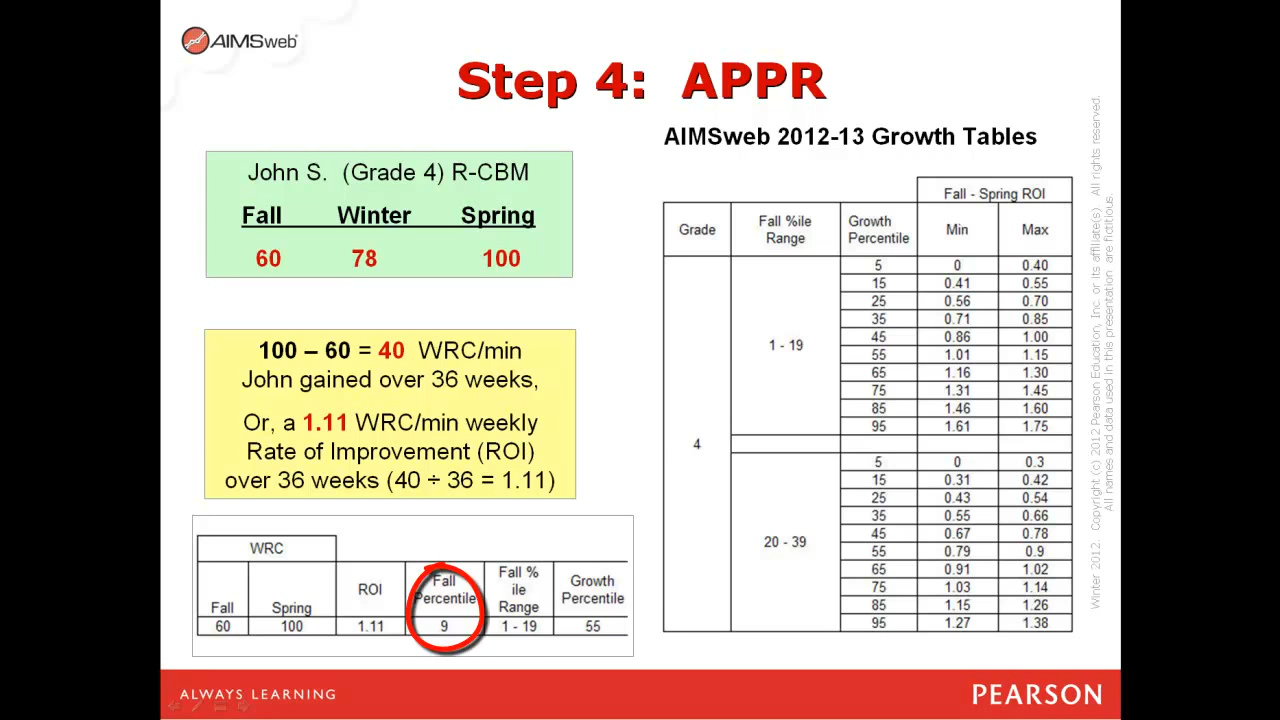 AIMSweb
Step 4: APPR
AIMSweb 2012-13 Growth Tables
John S. (Grade 4) R-CBM
Fall Winter Spring
60 78 100
100 – 60 = 40 WRC/min
John gained over 36 weeks,
Or, a 1.11 WRC/min weekly
Rate of Improvement (ROI)
over 36 weeks (40 ÷ 36 = 1.11)
WRC
Fall Spring ROI Fall Percentile Fall % ile Range Growth Percentile
60 100 1.11 9 1 - 19 55
Fall - Spring ROI
Grade Fall %ile Range Growth Percentile Min Max
4
1 - 19
5 0 0.40
15 0.41 0.55
25 0.56 0.70
35 0.71 0.85
45 0.86 1.00
55 1.01 1.15
65 1.16 1.30
75 1.31 1.45
85 1.46 1.60
95 1.61 1.75
20 - 39
5 0 0.3
15 0.31 0.42
25 0.43 0.54
35 0.55 0.66
45 0.67 0.78
55 0.79 0.9
65 0.91 1.02
75 1.03 1.14
85 1.15 1.26
95 1.27 1.38
Winter 2012. Copyright (c) 2012 Pearson Education, Inc. or its affiliate(s). All rights reserved.
All names and data used in this presentation are fictitious.
ALWAYS LEARNING
PEARSON